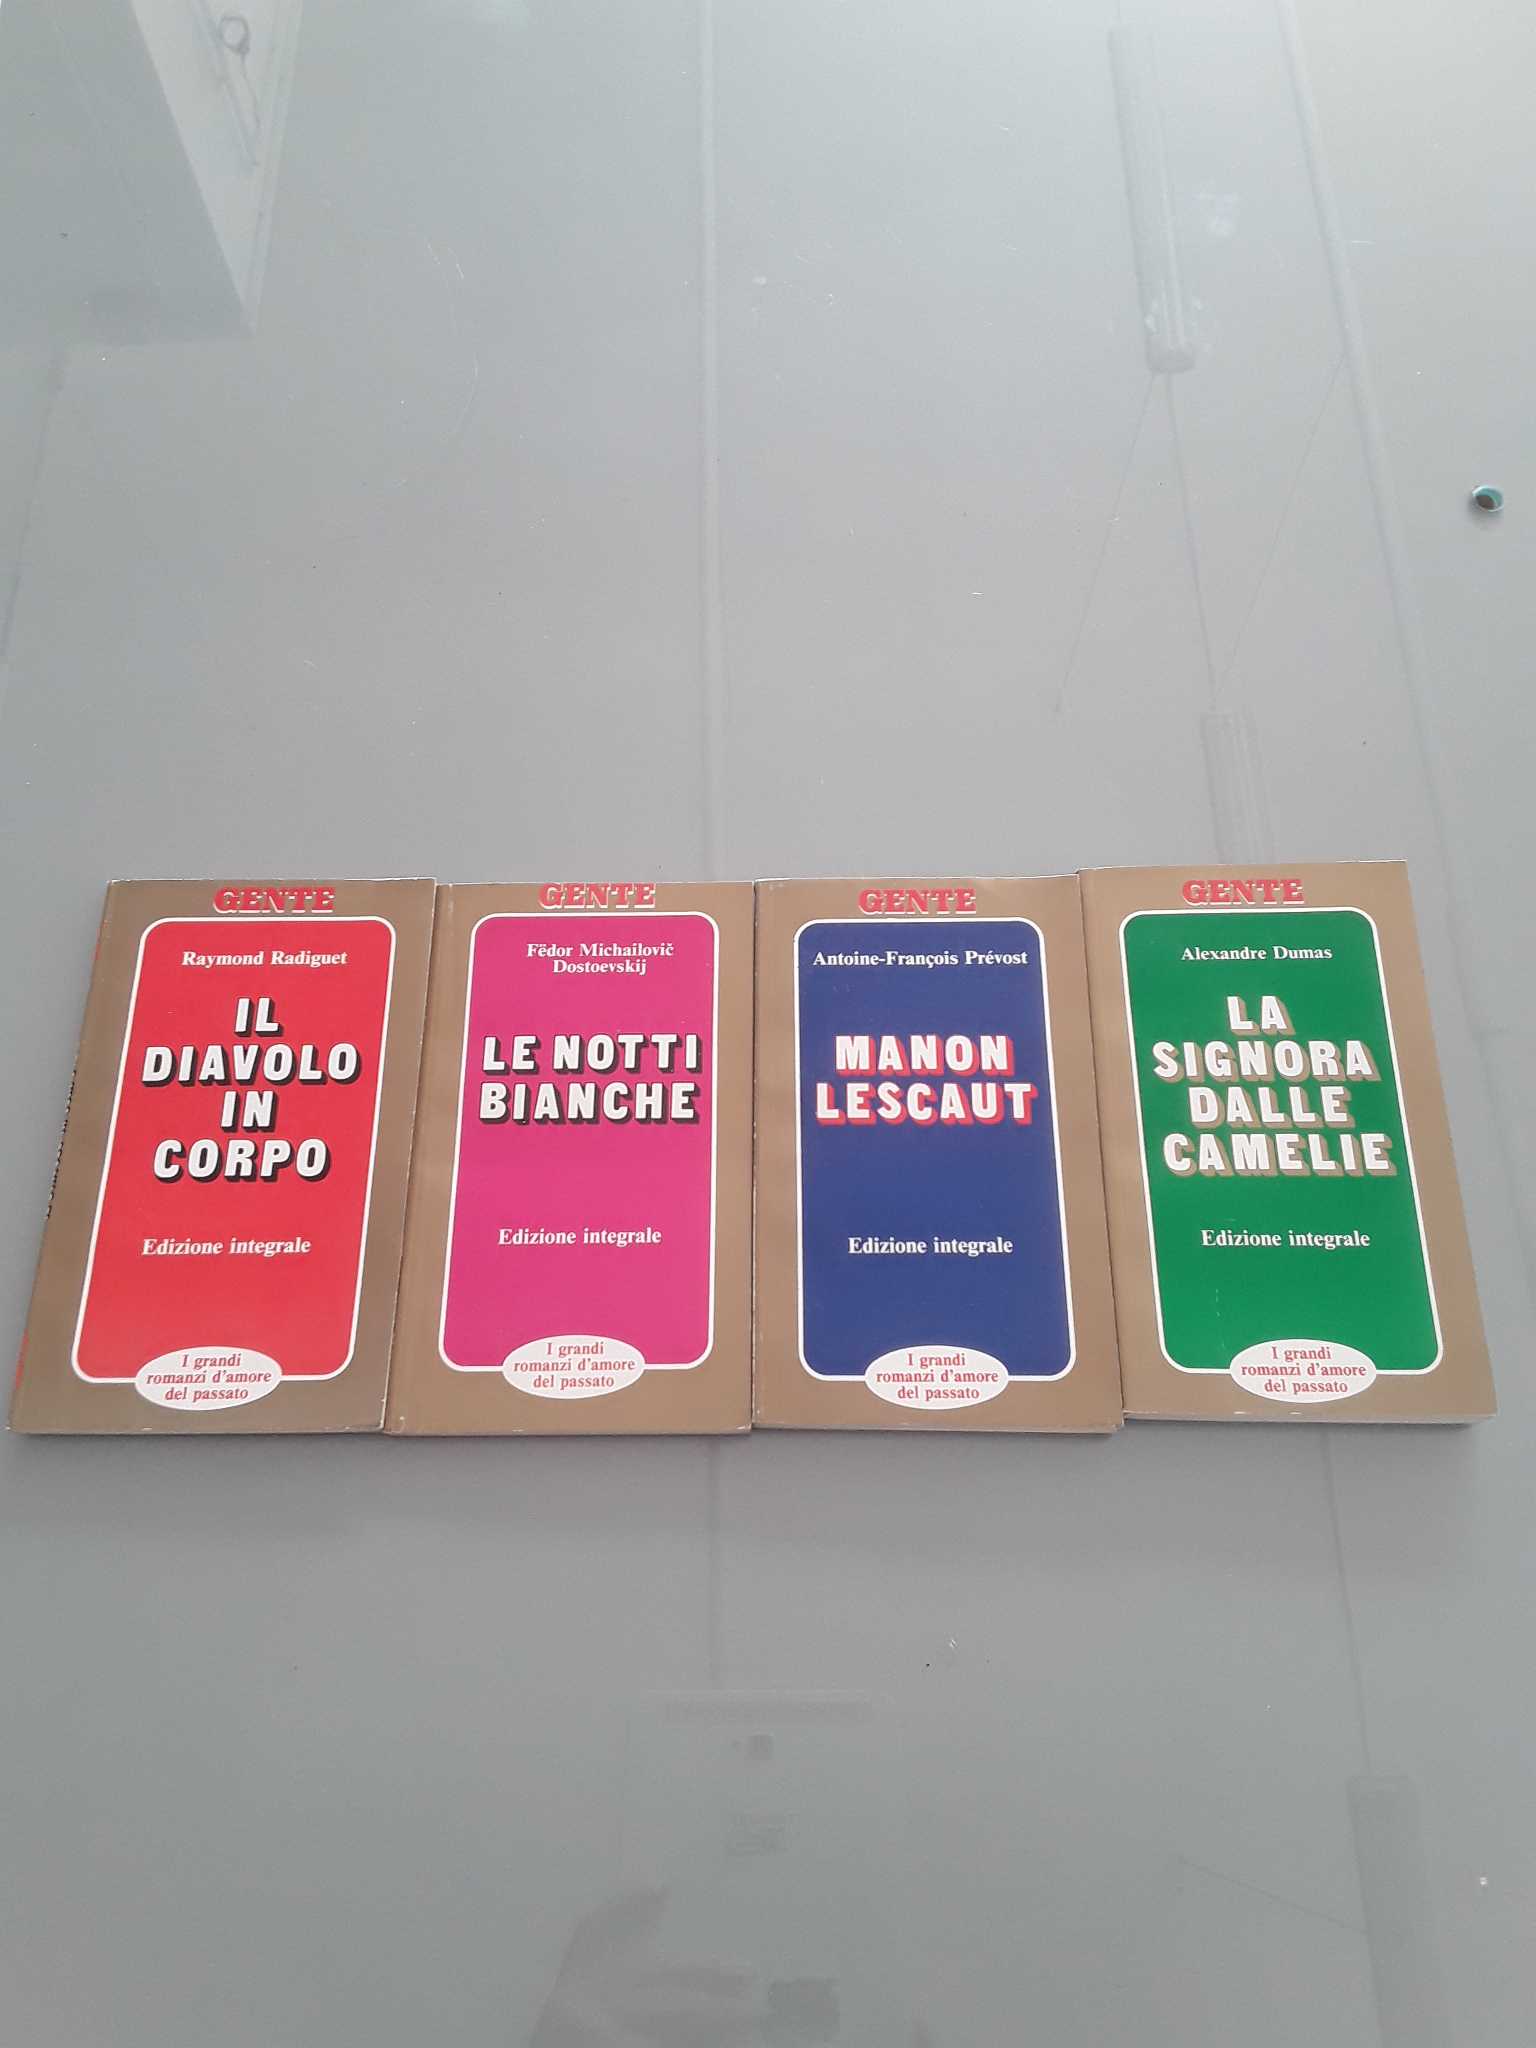 GENTE
Raymond Radiguet
IL
DIAVOLO
IN
CORPO
Edizione integrale
I grandi
romanzi d'amore
del passato
GENTE
Fëdor Michailovič
Dostoevskij
LE NOTTI
BIANCHE
Edizione integrale
I grandi
romanzi d'amore
del passato
GENTE
Antoine-François Prévost
MANON
LESCAUT
Edizione integrale
I grandi
romanzi d'amore
del passato
GENTE
Alexandre Dumas
LA
SIGNORA
DALLE
CAMELIE
Edizione integrale
I grandi
romanzi d'amore
del passato